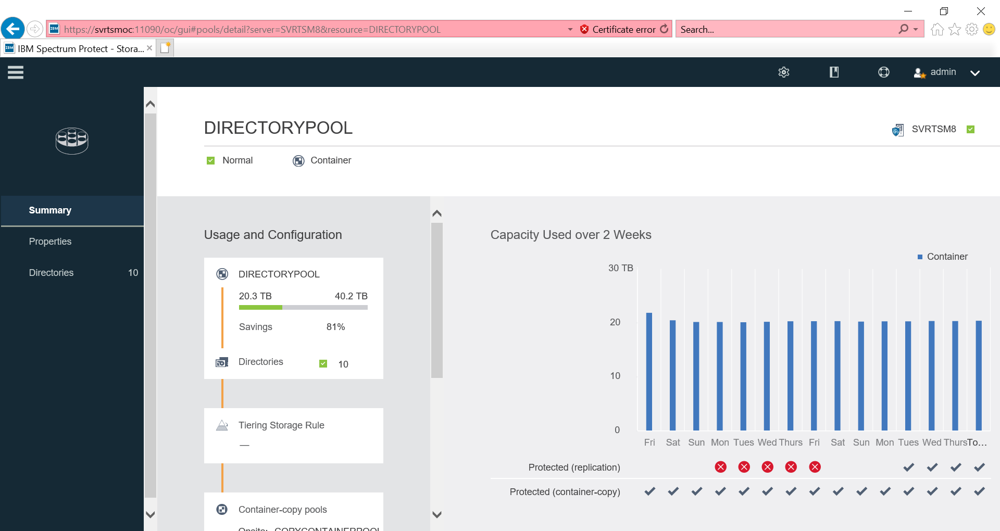 https://svrtsmoc:11090/oc/gui#pools/detail?server=SVRTSM8&resource=DIRECTORYPOOL
Certificate error
Search...
IBM Spectrum Protect - Stora...
admin
DIRECTORYPOOL
SVRTSM8
Normal
Container
Summary
Properties
Directories 10
Usage and Configuration
DIRECTORYPOOL
20.3 TB 40.2 TB
Savings 81%
Directories 10
Tiering Storage Rule
—
Container-copy pools
Onsite: COPYCONTAINERPOOL
Capacity Used over 2 Weeks
Container
30 TB
20
10
0
Fri Sat Sun Mon Tues Wed Thurs Fri Sat Sun Mon Tues Wed Thurs To...
Protected (replication)
Protected (container-copy)